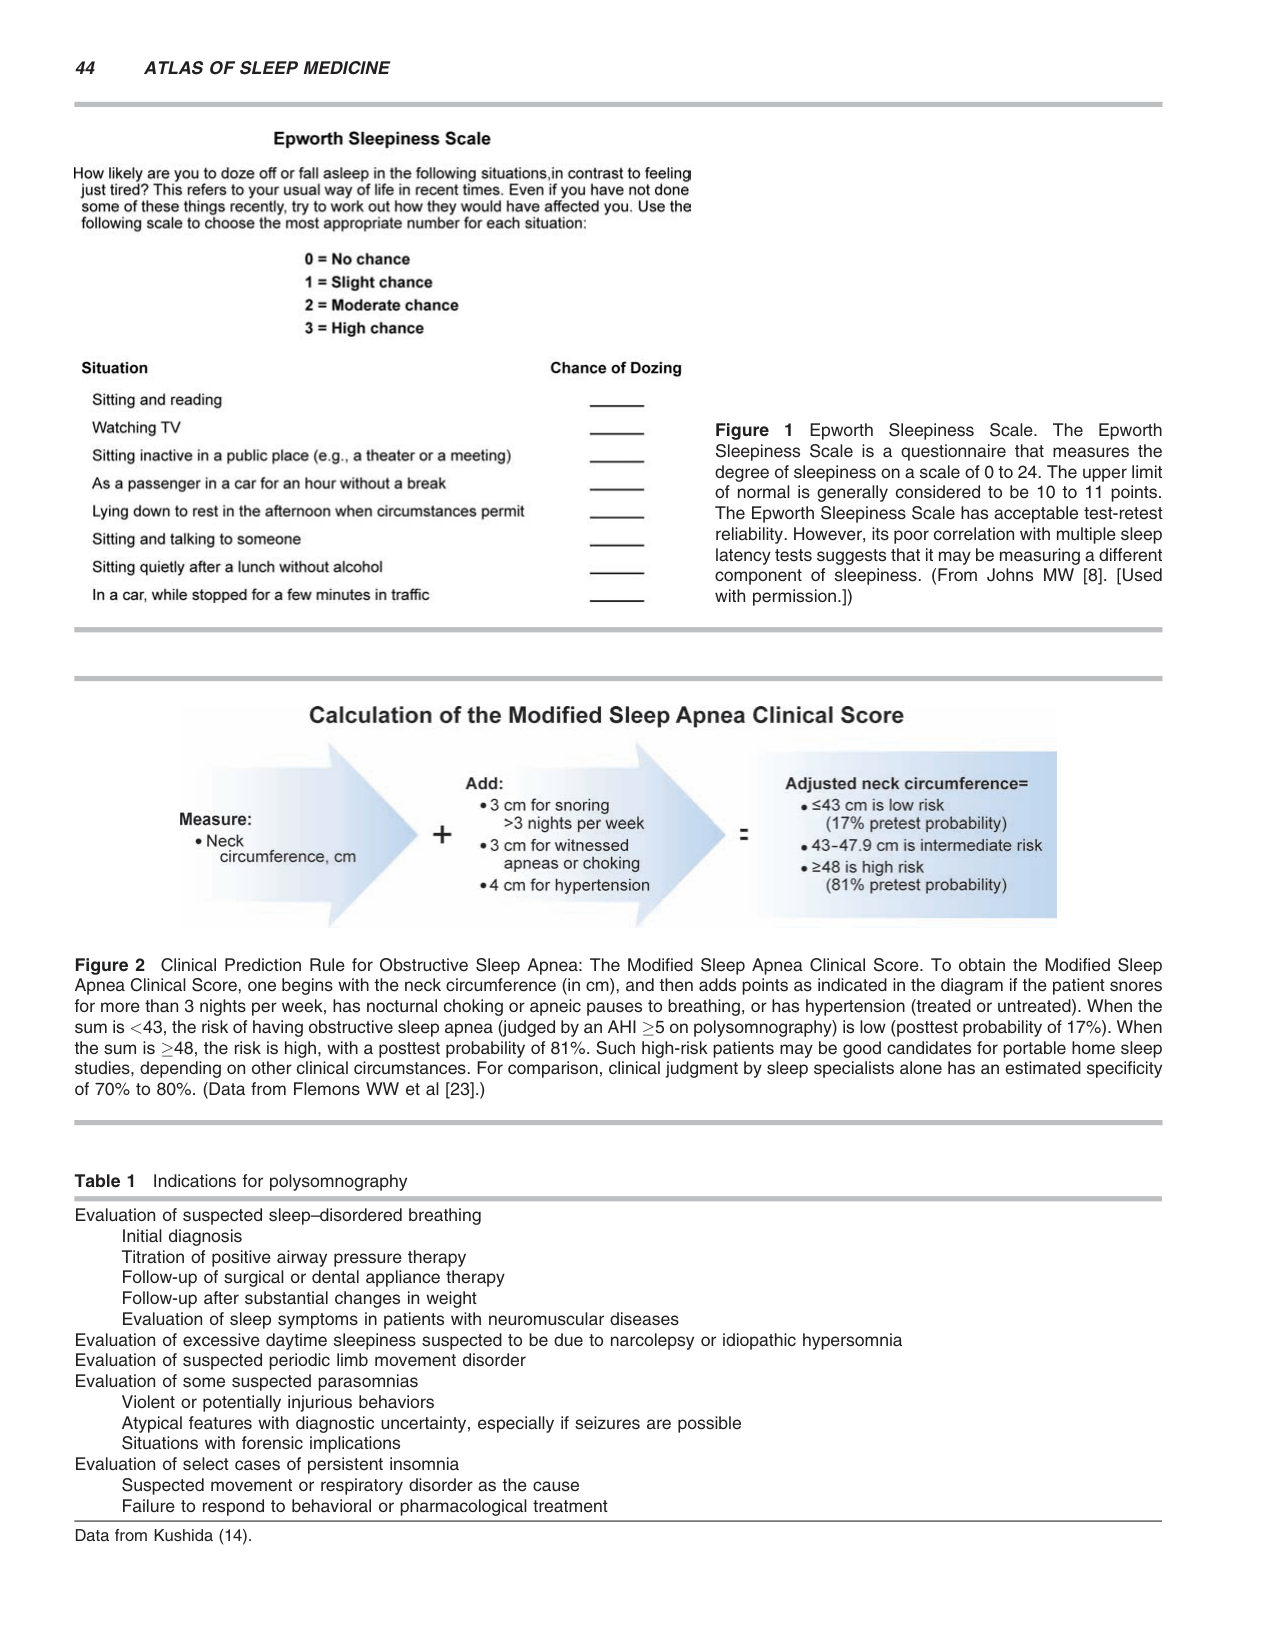 44 ATLAS OF SLEEP MEDICINE
Epworth Sleepiness Scale
How likely are you to doze off or fall asleep in the following situations,in contrast to feeling
just tired? This refers to your usual way of life in recent times. Even if you have not done
some of these things recently, try to work out how they would have affected you. Use the
following scale to choose the most appropriate number for each situation:
0 = No chance
1 = Slight chance
2 = Moderate chance
3 = High chance
Situation Chance of Dozing
Sitting and reading
Watching TV
Sitting inactive in a public place (e.g., a theater or a meeting)
As a passenger in a car for an hour without a break
Lying down to rest in the afternoon when circumstances permit
Sitting and talking to someone
Sitting quietly after a lunch without alcohol
In a car, while stopped for a few minutes in traffic
Figure 1 Epworth Sleepiness Scale. The Epworth
Sleepiness Scale is a questionnaire that measures the
degree of sleepiness on a scale of 0 to 24. The upper limit
of normal is generally considered to be 10 to 11 points.
The Epworth Sleepiness Scale has acceptable test-retest
reliability. However, its poor correlation with multiple sleep
latency tests suggests that it may be measuring a different
component of sleepiness. (From Johns MW [8]. [Used
with permission.])
Calculation of the Modified Sleep Apnea Clinical Score
Measure:
• Neck
circumference, cm
+
Add:
• 3 cm for snoring
>3 nights per week
• 3 cm for witnessed
apneas or choking
• 4 cm for hypertension
=
Adjusted neck circumference=
• ≤43 cm is low risk
(17% pretest probability)
• 43-47.9 cm is intermediate risk
• ≥48 is high risk
(81% pretest probability)
Figure 2 Clinical Prediction Rule for Obstructive Sleep Apnea: The Modified Sleep Apnea Clinical Score. To obtain the Modified Sleep
Apnea Clinical Score, one begins with the neck circumference (in cm), and then adds points as indicated in the diagram if the patient snores
for more than 3 nights per week, has nocturnal choking or apneic pauses to breathing, or has hypertension (treated or untreated). When the
sum is <43, the risk of having obstructive sleep apnea (judged by an AHI ≥5 on polysomnography) is low (posttest probability of 17%). When
the sum is ≥48, the risk is high, with a posttest probability of 81%. Such high-risk patients may be good candidates for portable home sleep
studies, depending on other clinical circumstances. For comparison, clinical judgment by sleep specialists alone has an estimated specificity
of 70% to 80%. (Data from Flemons WW et al [23].)
Table 1 Indications for polysomnography
Evaluation of suspected sleep–disordered breathing
Initial diagnosis
Titration of positive airway pressure therapy
Follow-up of surgical or dental appliance therapy
Follow-up after substantial changes in weight
Evaluation of sleep symptoms in patients with neuromuscular diseases
Evaluation of excessive daytime sleepiness suspected to be due to narcolepsy or idiopathic hypersomnia
Evaluation of suspected periodic limb movement disorder
Evaluation of some suspected parasomnias
Violent or potentially injurious behaviors
Atypical features with diagnostic uncertainty, especially if seizures are possible
Situations with forensic implications
Evaluation of select cases of persistent insomnia
Suspected movement or respiratory disorder as the cause
Failure to respond to behavioral or pharmacological treatment
Data from Kushida (14).